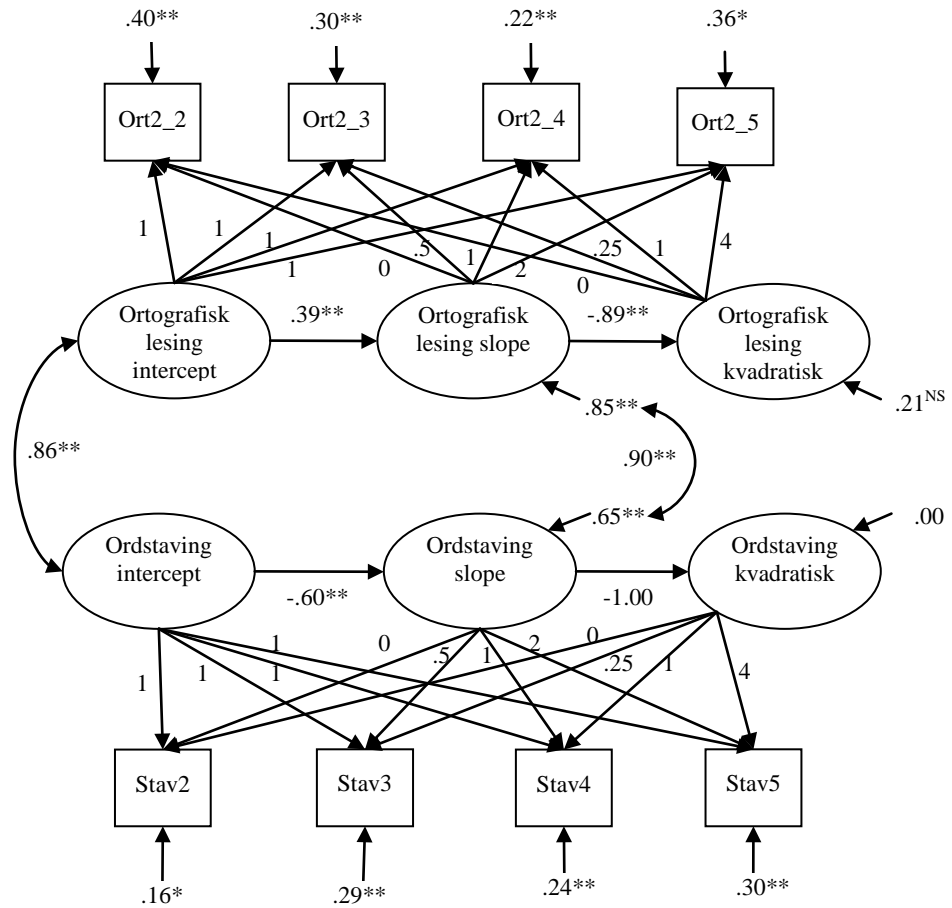 .40**
.30**
.22**
.36*
Ort2_2
Ort2_3
Ort2_4
Ort2_5
1
1
1
1
0
.5
1
2
0
.25
1
4
Ortografisk
lesing
intercept
.39**
Ortografisk
lesing slope
-.89**
Ortografisk
lesing
kvadratisk
.21NS
.85**
.86**
.90**
.65**
.00
Ordstaving
intercept
-.60**
Ordstaving
slope
-1.00
Ordstaving
kvadratisk
1
1
1
1
0
.5
1
2
0
.25
1
4
Stav2
Stav3
Stav4
Stav5
.16*
.29**
.24**
.30**